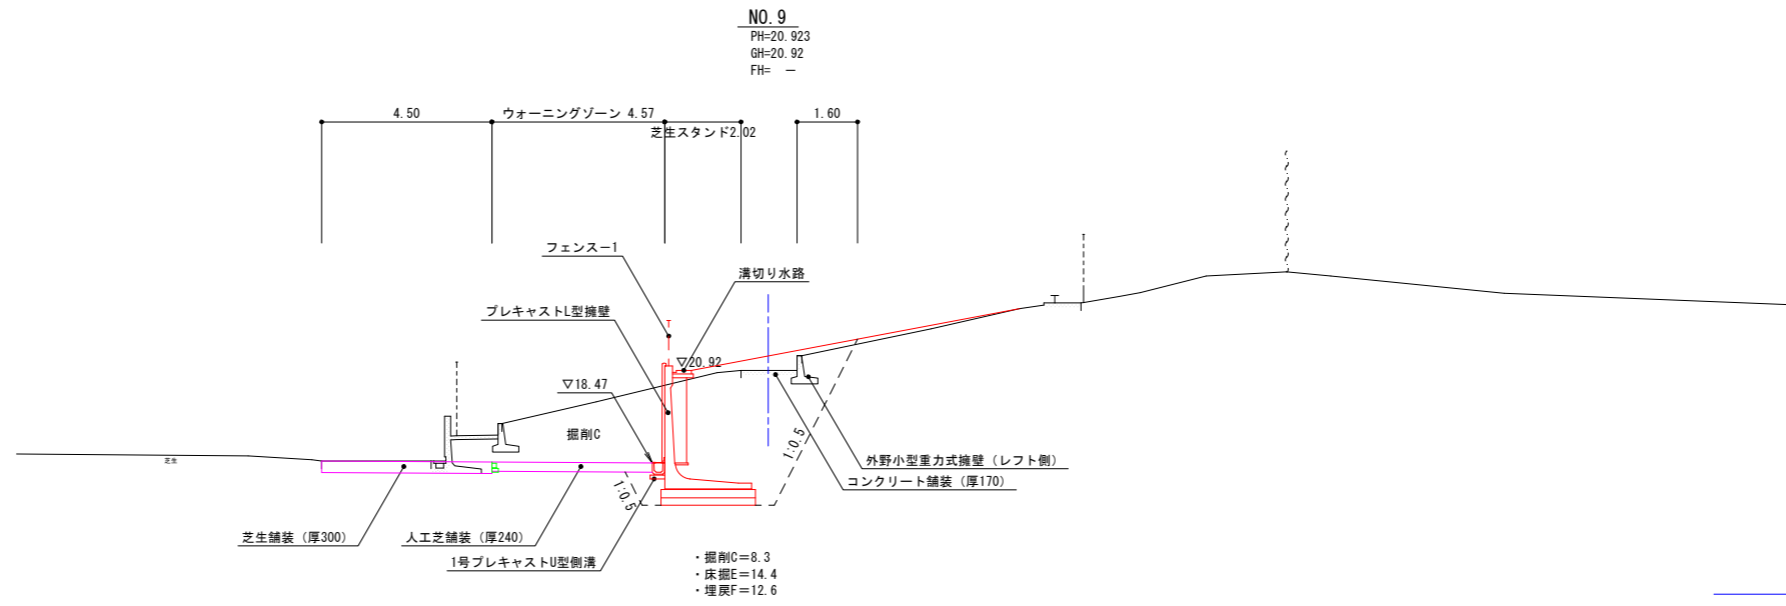 NO.9
PH=20.923
GH=20.92
FH= －
4.50
ウォーニングゾーン 4.57
1.60
芝生スタンド2.02
フェンス－1
溝切り水路
プレキャストL型擁壁
▽20.92
▽18.47
掘削C
芝生
1:0.5
1:0.5
外野小型重力式擁壁（レフト側）
コンクリート舗装（厚170）
芝生舗装（厚300）
人工芝舗装（厚240）
1号プレキャストU型側溝
・掘削C＝8.3
・床掘E＝14.4
・埋戻F＝12.6